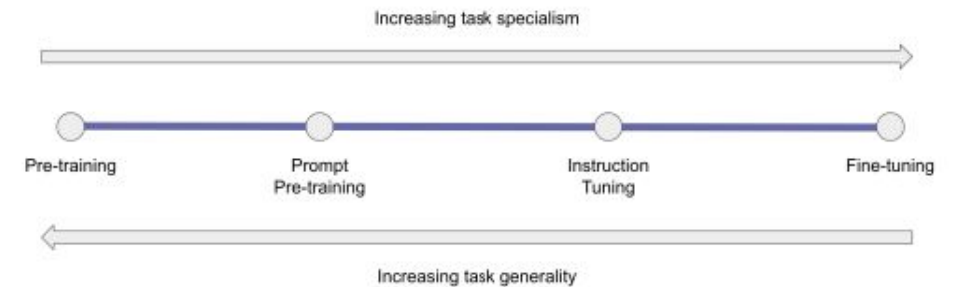 Increasing task specialism
Pre-training
Prompt
Pre-training
Instruction
Tuning
Fine-tuning
Increasing task generality